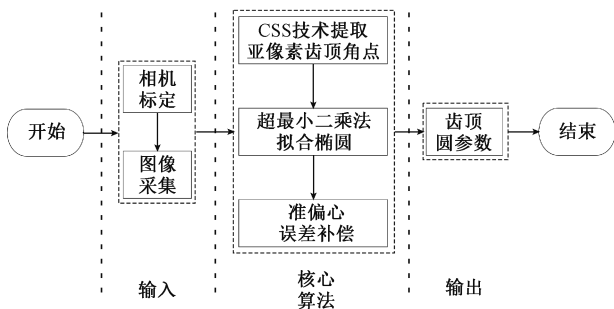 开始
相机
标定
图像
采集
输入
CSS技术提取
亚像素齿顶角点
超最小二乘法
拟合椭圆
准偏心
误差补偿
核心
算法
齿顶
圆参数
输出
结束